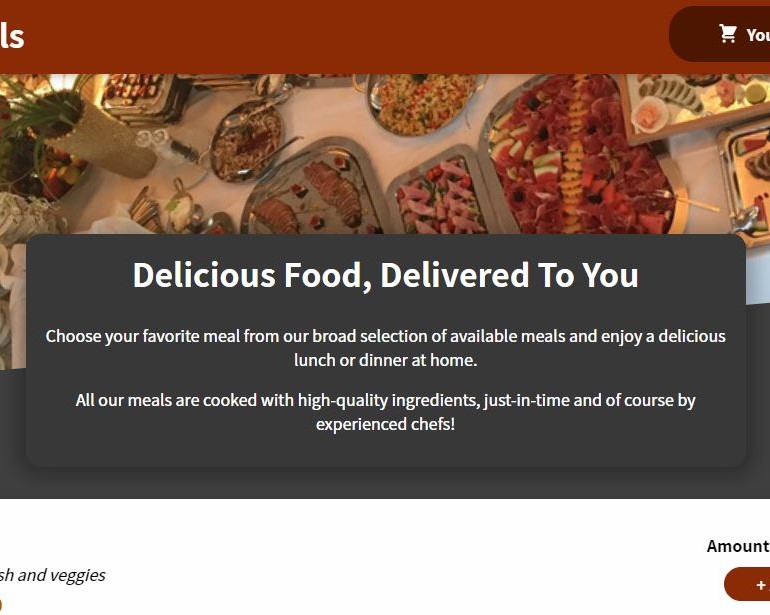 ls
You
Delicious Food, Delivered To You
Choose your favorite meal from our broad selection of available meals and enjoy a delicious
lunch or dinner at home.
All our meals are cooked with high-quality ingredients, just-in-time and of course by
experienced chefs!
Amount
sh and veggies
+